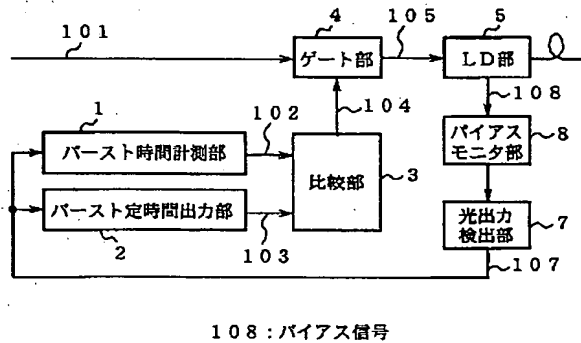 4
105
5
101
ゲート部
LD部
108
104
1
102
バースト時間計測部
比較部
3
バイアス
モニタ部
8
バースト定時間出力部
2
103
光出力
検出部
7
107
108:バイアス信号